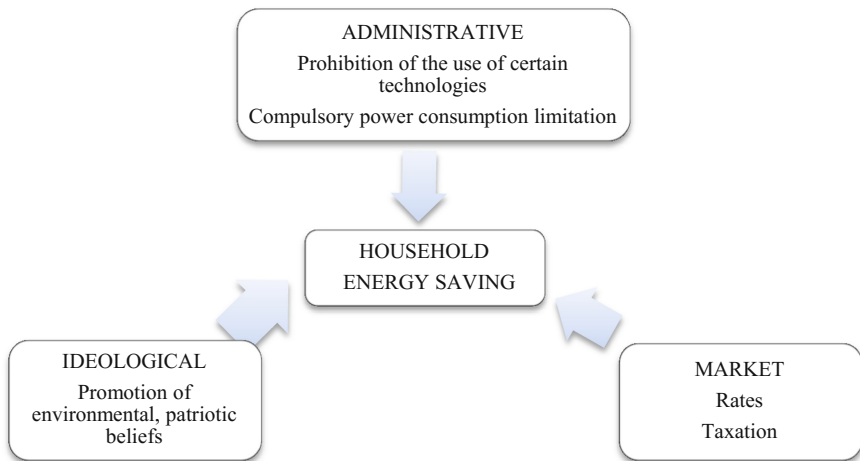 ADMINISTRATIVE
Prohibition of the use of certain
technologies
Compulsory power consumption limitation
HOUSEHOLD
ENERGY SAVING
IDEOLOGICAL
Promotion of
environmental, patriotic
beliefs
MARKET
Rates
Taxation